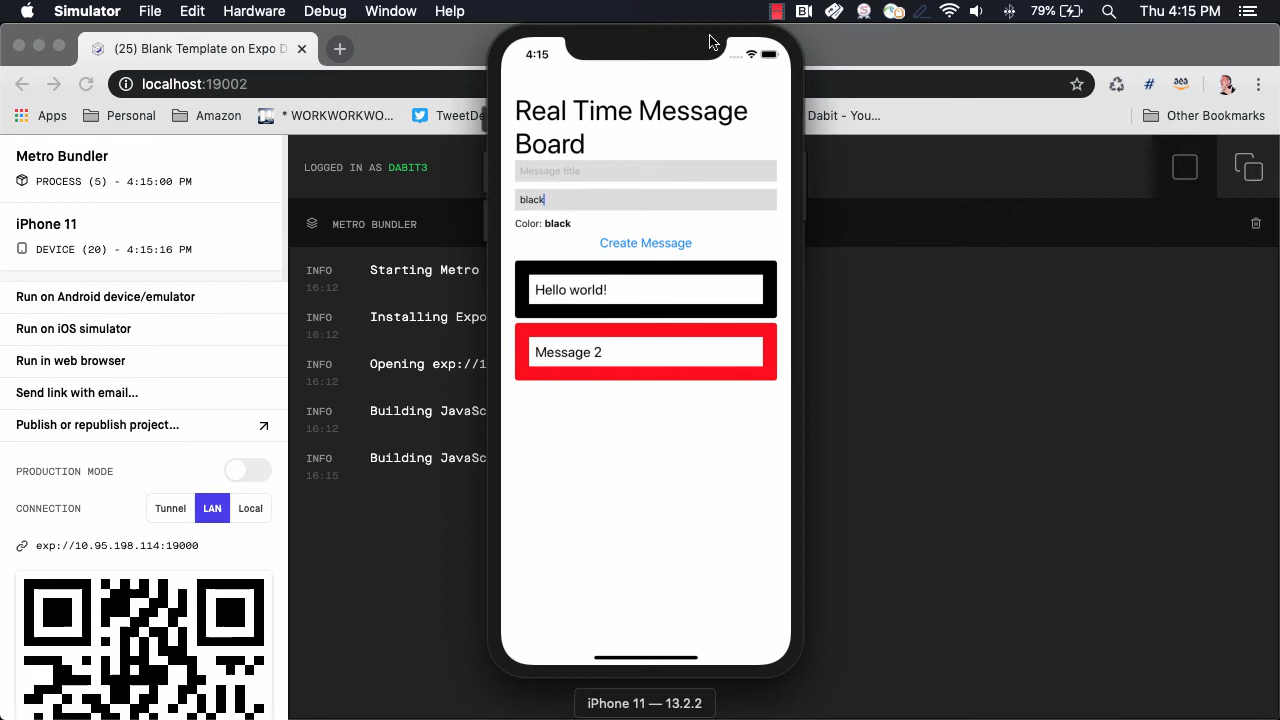 Simulator File Edit Hardware Debug Window Help 79% Thu 4:15 PM
(25) Blank Template on Expo D
localhost:19002
Apps Personal Amazon * WORKWORKWO... TweetDe Dabit - You... Other Bookmarks
Metro Bundler
PROCESS (5) - 4:15:00 PM
iPhone 11
DEVICE (20) - 4:15:16 PM
Run on Android device/emulator
Run on iOS simulator
Run in web browser
Send link with email...
Publish or republish project...
PRODUCTION MODE
CONNECTION Tunnel LAN Local
exp://10.95.198.114:19000
LOGGED IN AS DABIT3
METRO BUNDLER
INFO Starting Metro
16:12
INFO Installing Expo
16:12
INFO Opening exp://1
16:12
INFO Building JavaSc
16:12
INFO Building JavaSc
16:15
4:15
Real Time Message
Board
Message title
black
Color: black
Create Message
Hello world!
Message 2
iPhone 11 — 13.2.2